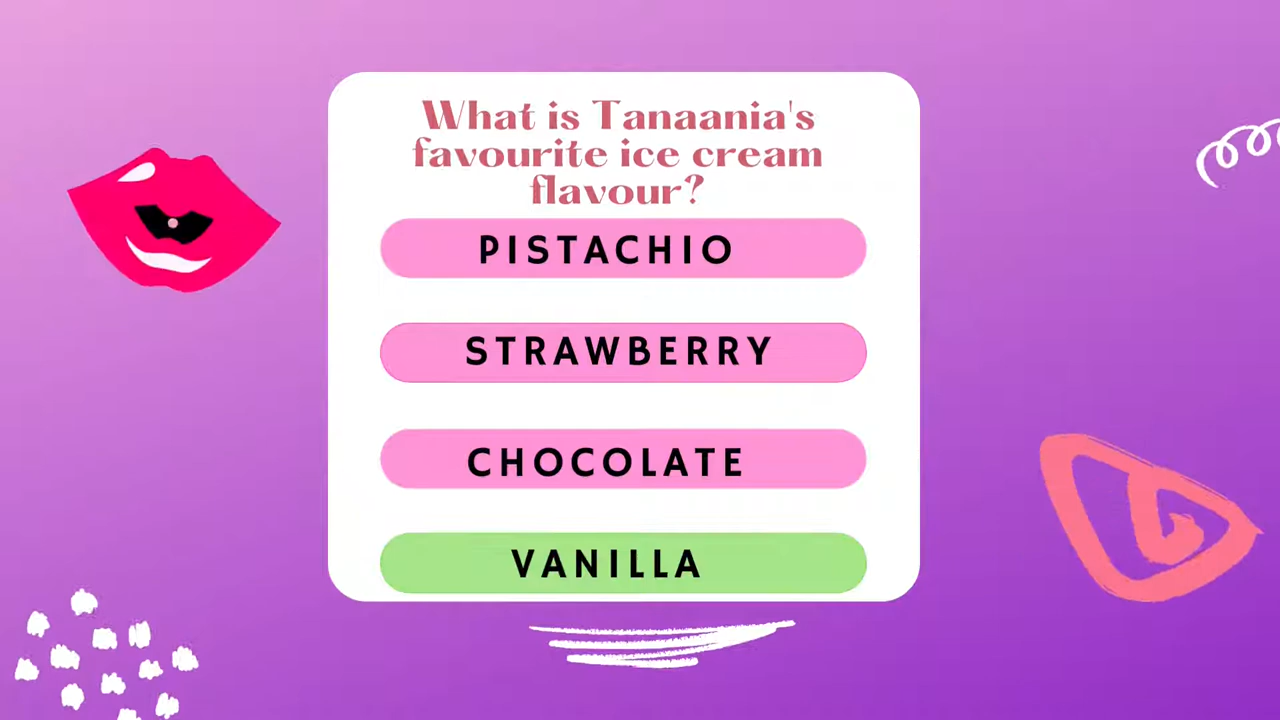 What is Tanaania's
favourite ice cream
flavour?
PISTACHIO
STRAWBERRY
CHOCOLATE
VANILLA